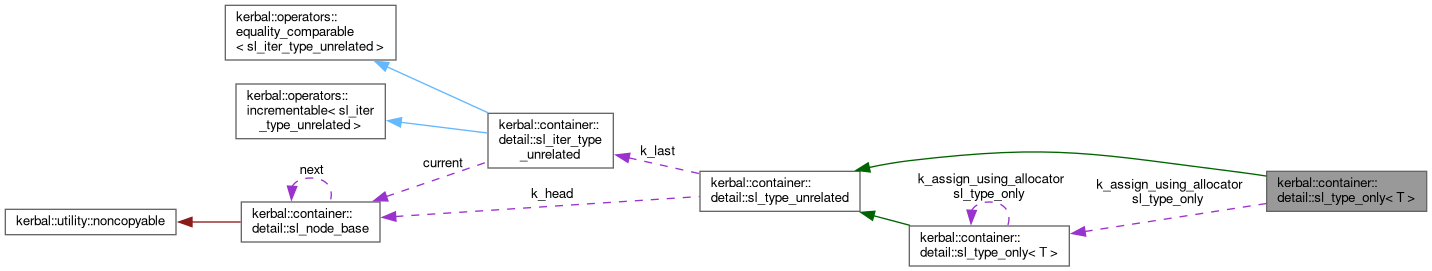 kerbal::operators::
equality_comparable
< sl_iter_type_unrelated >
kerbal::operators::
incrementable< sl_iter
_type_unrelated >
kerbal::container::
detail::sl_iter_type
_unrelated
current
next
kerbal::utility::noncopyable
kerbal::container::
detail::sl_node_base
k_last
k_head
kerbal::container::
detail::sl_type_unrelated
k_assign_using_allocator
sl_type_only
kerbal::container::
detail::sl_type_only< T >
k_assign_using_allocator
sl_type_only
kerbal::container::
detail::sl_type_only< T >